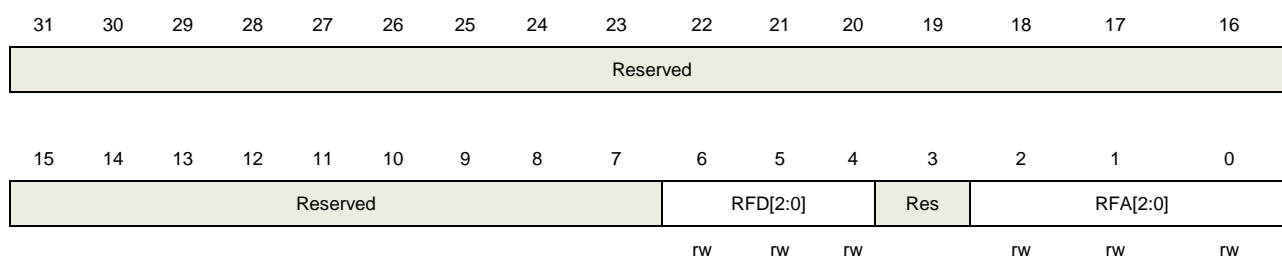 31 30 29 28 27 26 25 24 23 22 21 20 19 18 17 16
Reserved
15 14 13 12 11 10 9 8 7 6 5 4 3 2 1 0
Reserved RFD[2:0] Res RFA[2:0]
rw rw rw rw rw rw